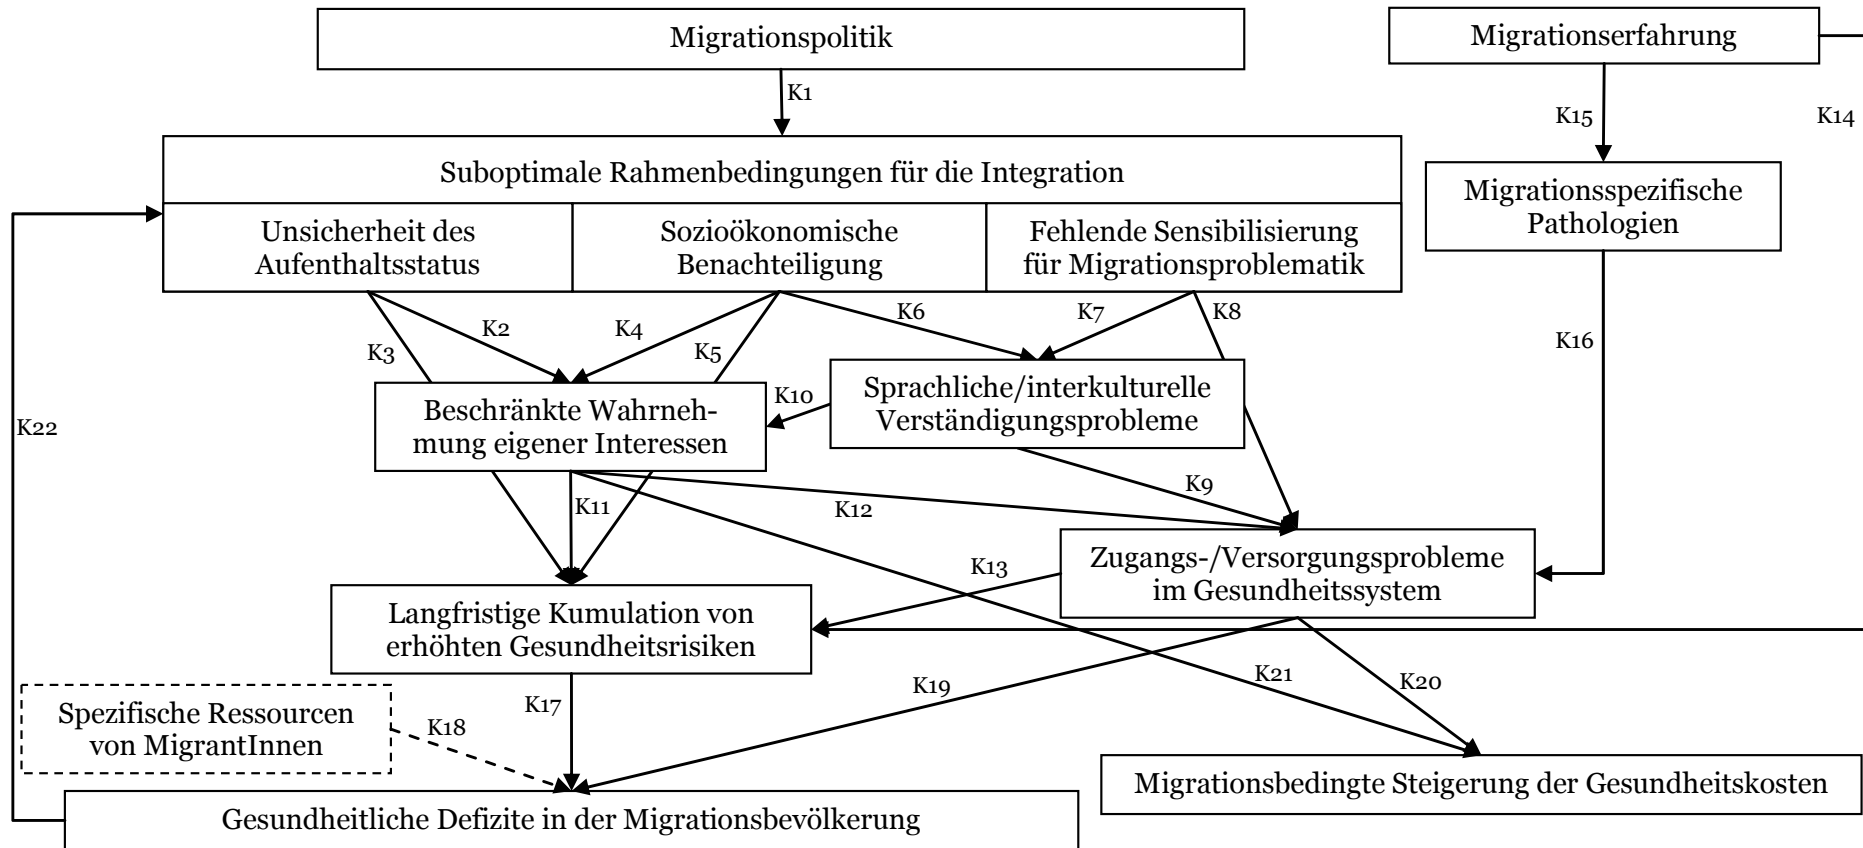 Migrationspolitik
Migrationserfahrung
K1
K15
K14
Suboptimale Rahmenbedingungen für die Integration
Migrationsspezifische
Pathologien
Unsicherheit des
Aufenthaltsstatus
Sozioökonomische
Benachteiligung
Fehlende Sensibilisierung
für Migrationsproblematik
K2
K3
K4
K5
K6
K7
K8
K16
Sprachliche/interkulturelle
Verständigungsprobleme
K10
Beschränkte Wahrneh-
mung eigener Interessen
K22
K9
K11
K12
Zugangs-/Versorgungsprobleme
im Gesundheitssystem
K13
Langfristige Kumulation von
erhöhten Gesundheitsrisiken
K17
K19
K21
K20
Spezifische Ressourcen
von MigrantInnen
K18
Migrationsbedingte Steigerung der Gesundheitskosten
Gesundheitliche Defizite in der Migrationsbevölkerung